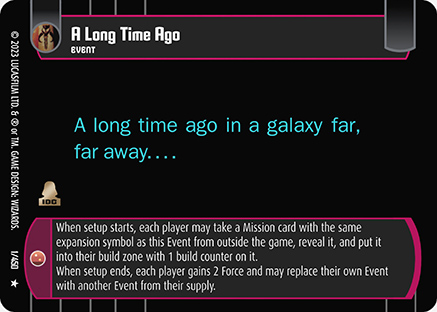 A Long Time Ago
EVENT
A long time ago in a galaxy far,
far away....
IDC
When setup starts, each player may take a Mission card with the same
expansion symbol as this Event from outside the game, reveal it, and put it
into their build zone with 1 build counter on it.
When setup ends, each player gains 2 Force and may replace their own Event
with another Event from their supply.
© 2023 LUCASFILM LTD. & ® or TM. GAME DESIGN: WIZARDS.
1/450 ★